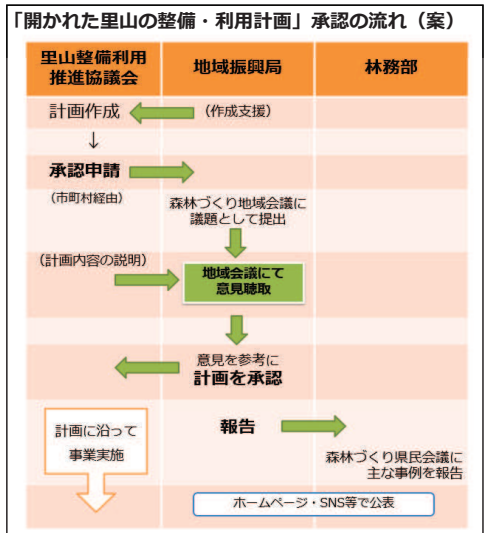 「開かれた里山の整備・利用計画」承認の流れ（案）
里山整備利用
推進協議会
地域振興局
林務部
計画作成
（作成支援）
↓
承認申請
（市町村経由）
森林づくり地域会議に
議題として提出
（計画内容の説明）
地域会議にて
意見聴取
意見を参考に
計画を承認
計画に沿って
事業実施
報告
森林づくり県民会議に
主な事例を報告
ホームページ・SNS等で公表